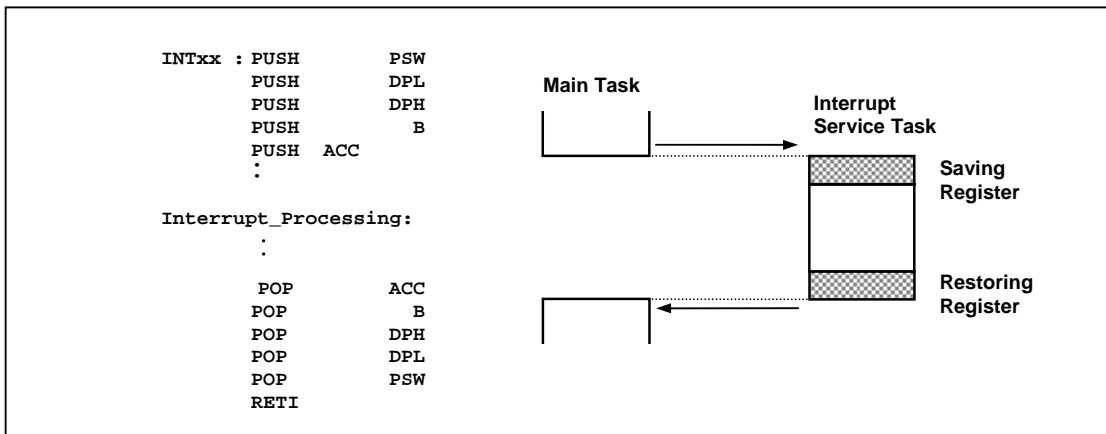 INTxx : PUSH PSW
PUSH DPL
PUSH DPH
PUSH B
PUSH ACC
:
Interrupt_Processing:
:
POP ACC
POP B
POP DPH
POP DPL
POP PSW
RETI
Main Task
Interrupt
Service Task
Saving
Register
Restoring
Register